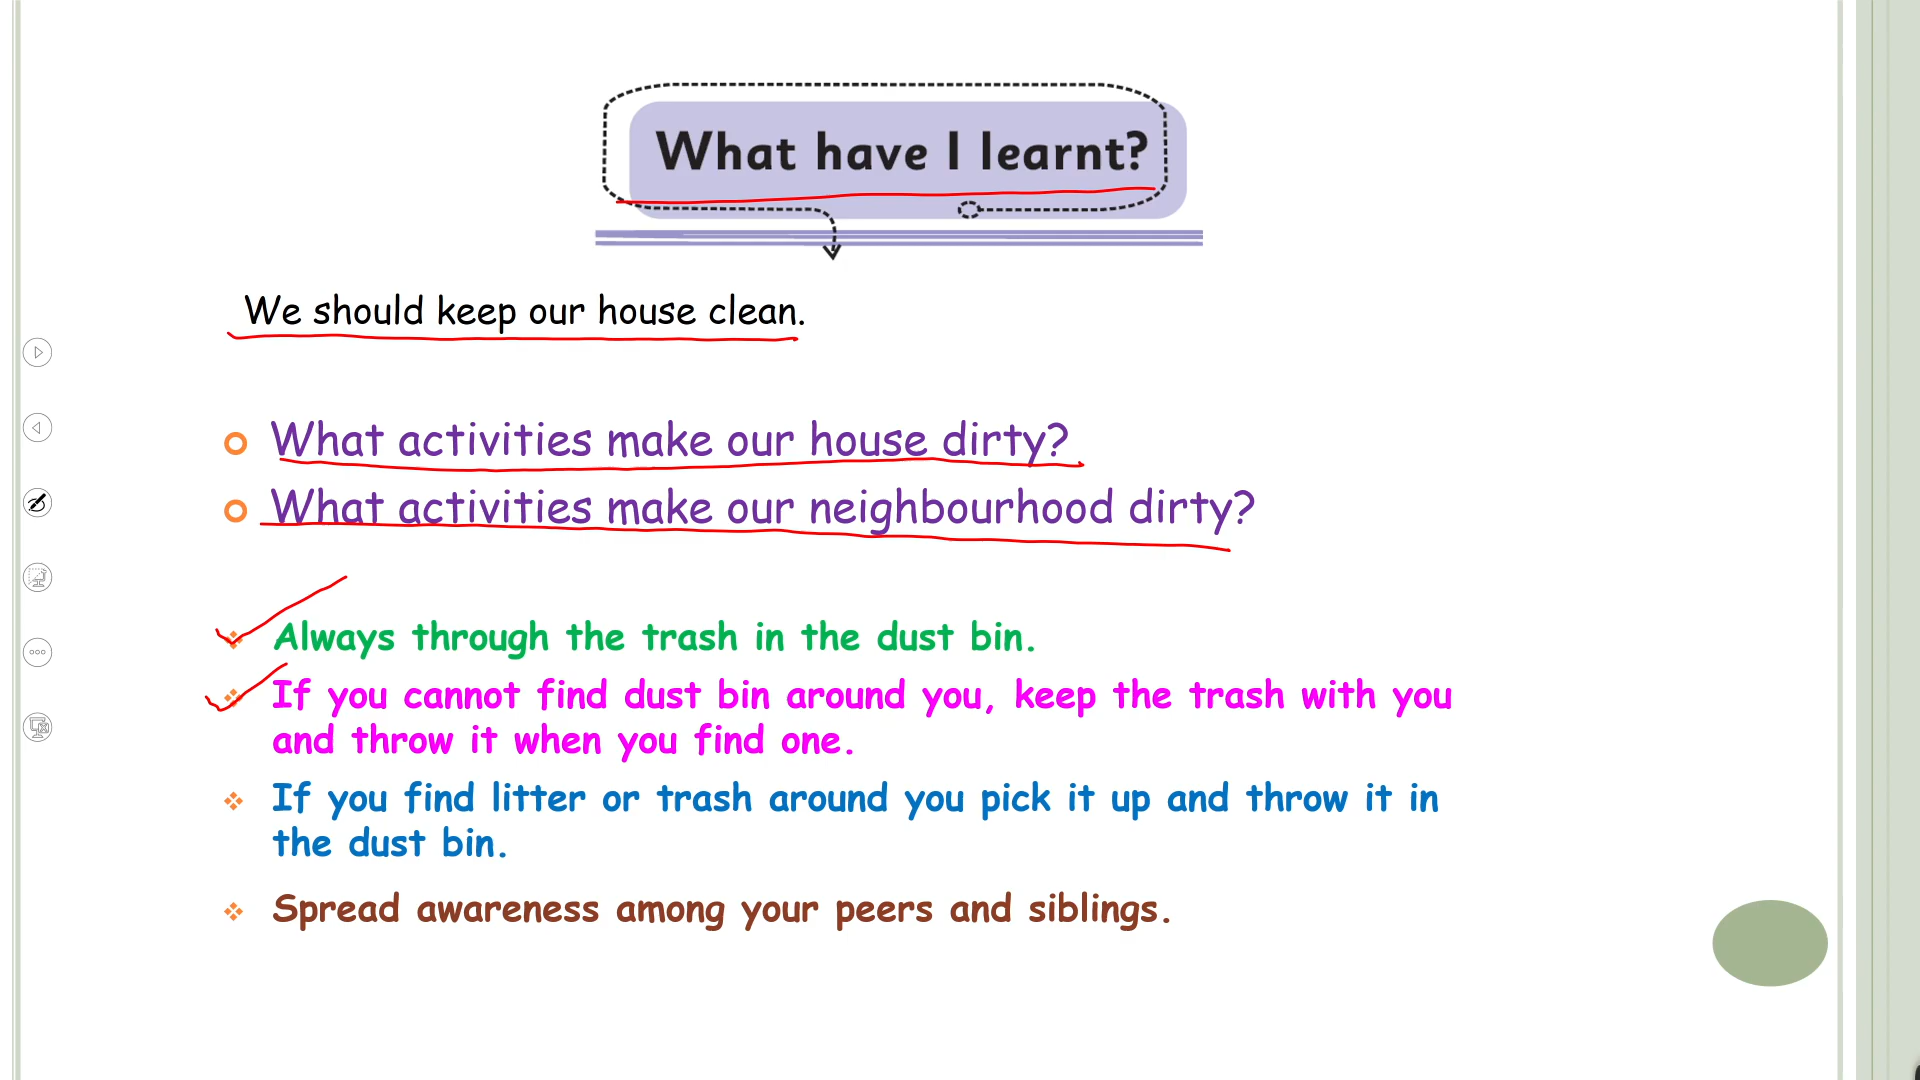 What have I learnt?
We should keep our house clean.
What activities make our house dirty?
What activities make our neighbourhood dirty?
Always through the trash in the dust bin.
If you cannot find dust bin around you, keep the trash with you
and throw it when you find one.
If you find litter or trash around you pick it up and throw it in
the dust bin.
Spread awareness among your peers and siblings.